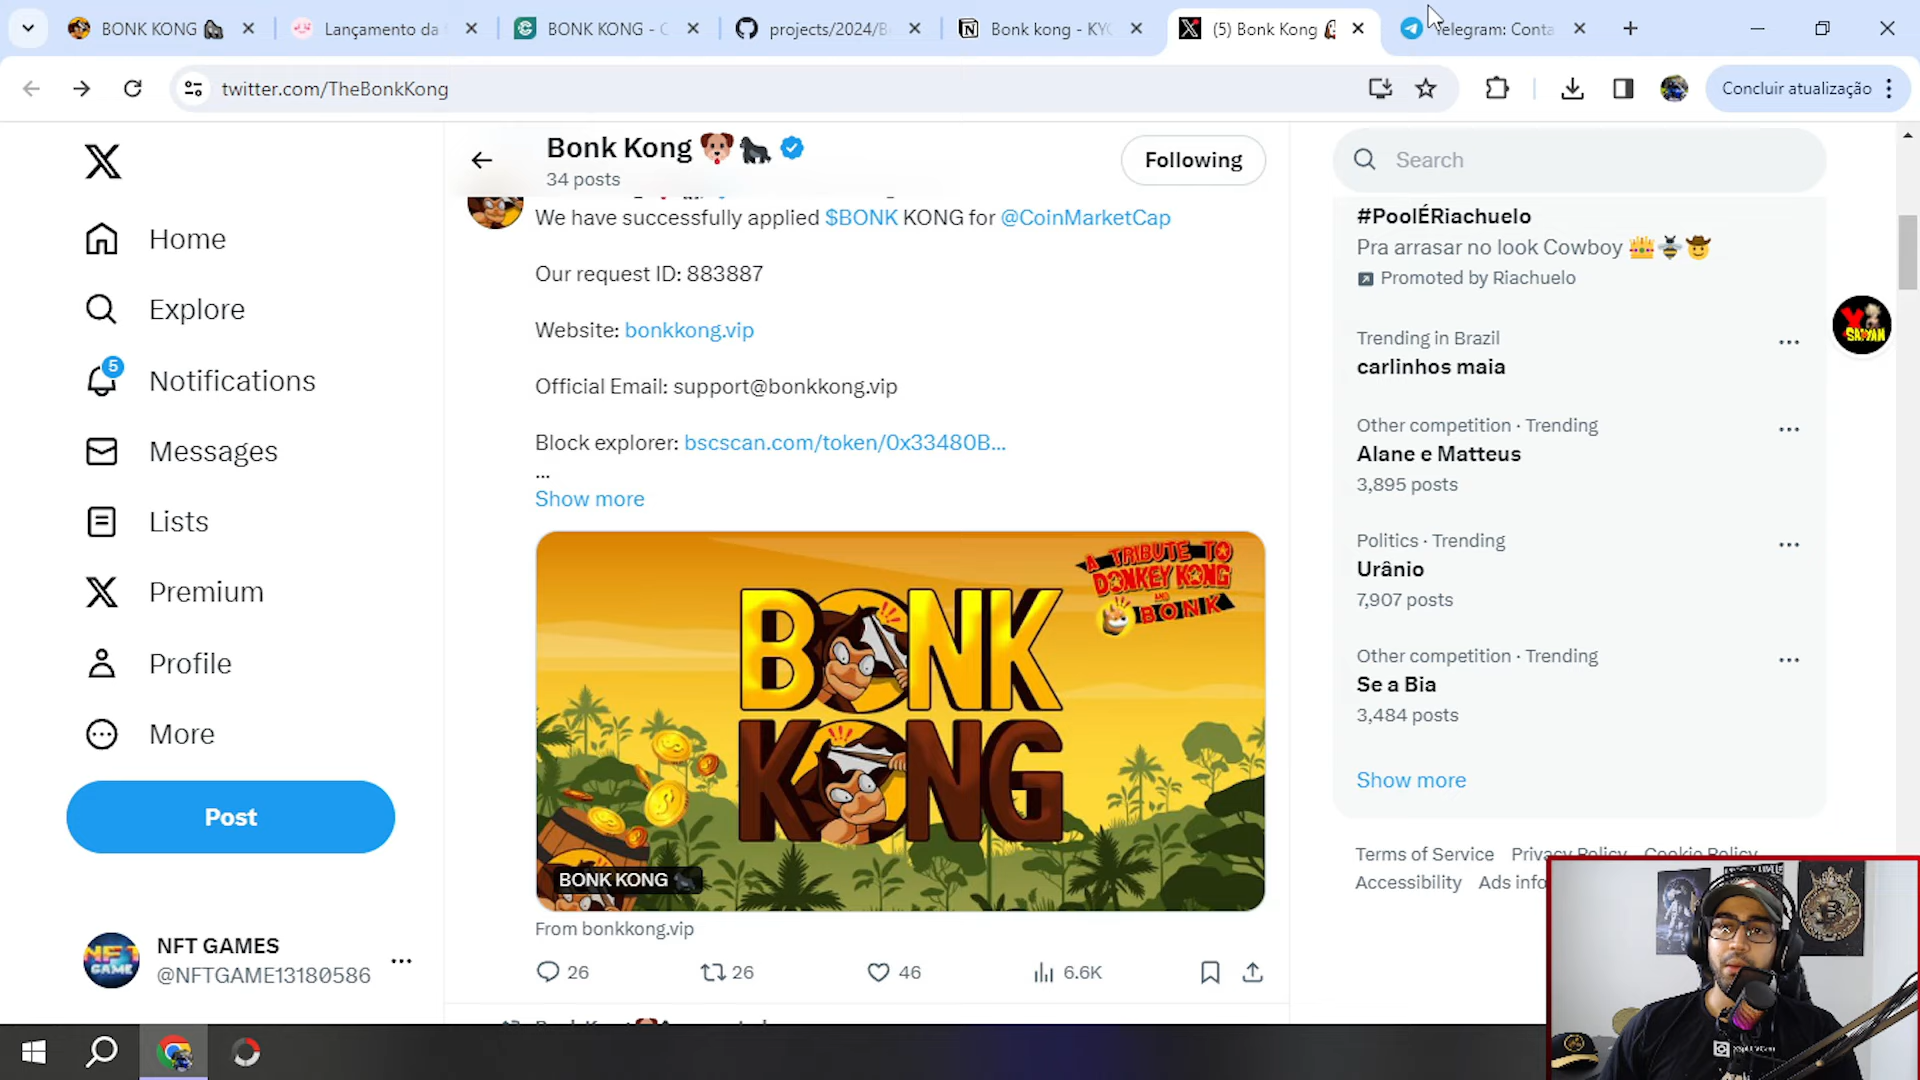 BONK KONG 🦍
Lançamento da
BONK KONG - C
projects/2024/B
Bonk kong - KY
(5) Bonk Kong
Telegram: Conta
twitter.com/TheBonkKong
Concluir atualização
Home
Explore
5
Notifications
Messages
Lists
Premium
Profile
More
Post
NFT GAMES
@NFTGAME13180586
Bonk Kong 🐶🦍
34 posts
Following
We have successfully applied $BONK KONG for @CoinMarketCap
Our request ID: 883887
Website: bonkkong.vip
Official Email: support@bonkkong.vip
Block explorer: bscscan.com/token/0x33480B...
...
Show more
A TRIBUTE TO
DONKEY KONG
AND
BONK
BONK
KONG
BONK KONG 🦍
From bonkkong.vip
26
26
46
6.6K
Search
#PoolÉRiachuelo
Pra arrasar no look Cowboy 👑🐝🤠
Promoted by Riachuelo
Trending in Brazil
carlinhos maia
Other competition · Trending
Alane e Matteus
3,895 posts
Politics · Trending
Urânio
7,907 posts
Other competition · Trending
Se a Bia
3,484 posts
Show more
Terms of Service Privacy Policy Cookie Policy
Accessibility Ads info